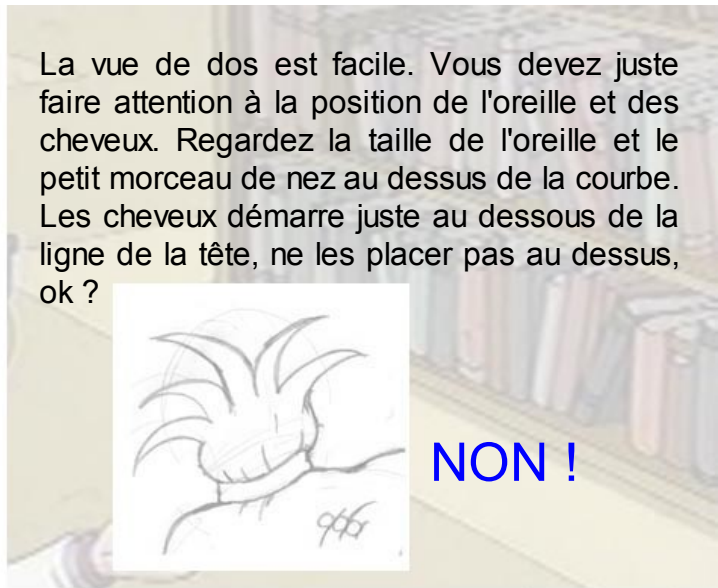 La vue de dos est facile. Vous devez juste
faire attention à la position de l'oreille et des
cheveux. Regardez la taille de l'oreille et le
petit morceau de nez au dessus de la courbe.
Les cheveux démarre juste au dessous de la
ligne de la tête, ne les placer pas au dessus,
ok ?
NON !